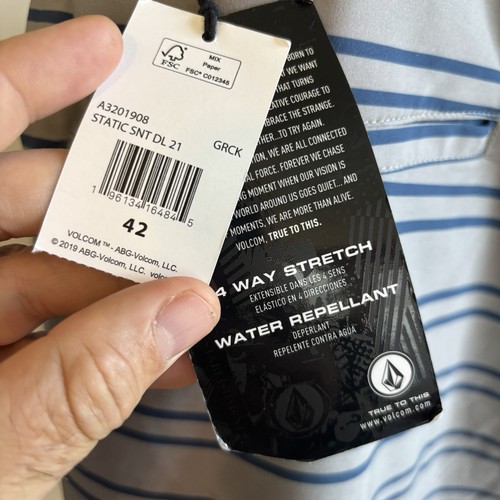 MIX
Paper
FSC
FSC® C012345
A3201908
STATIC SNT DL 21
GRCK
1 96134 16484 5
42
VOLCOM™ - ABG-Volcom, LLC.
© 2019 ABG-Volcom, LLC. volc
BORN TO
WE WANT
THAT TURNS
COURAGE TO
BRACE THE STRANGE.
TO TRY AGAIN.
WE ARE ALL CONNECTED
FORCE. FOREVER WE CHASE
MOMENT WHEN OUR VISION IS
WORLD AROUND US GOES QUIET... AND
MOMENTS, WE ARE MORE THAN ALIVE.
VOLCOM. TRUE TO THIS.
4 WAY STRETCH
EXTENSIBLE DANS LES 4 SENS
ELÁSTICO EN 4 DIRECCIONES
WATER REPELLANT
DEPERLANT
REPELENTE CONTRA AGUA
TRUE TO THIS
www.volcom.com